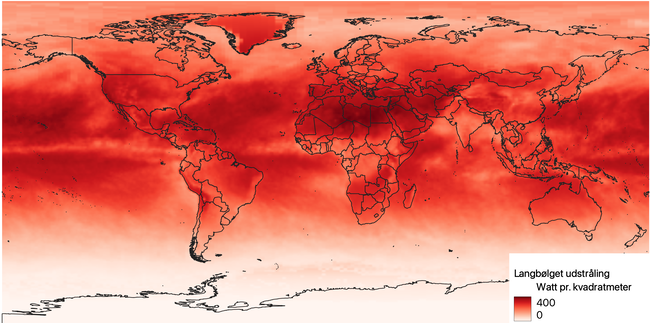 Langbølget udstråling
Watt pr. kvadratmeter
400
0